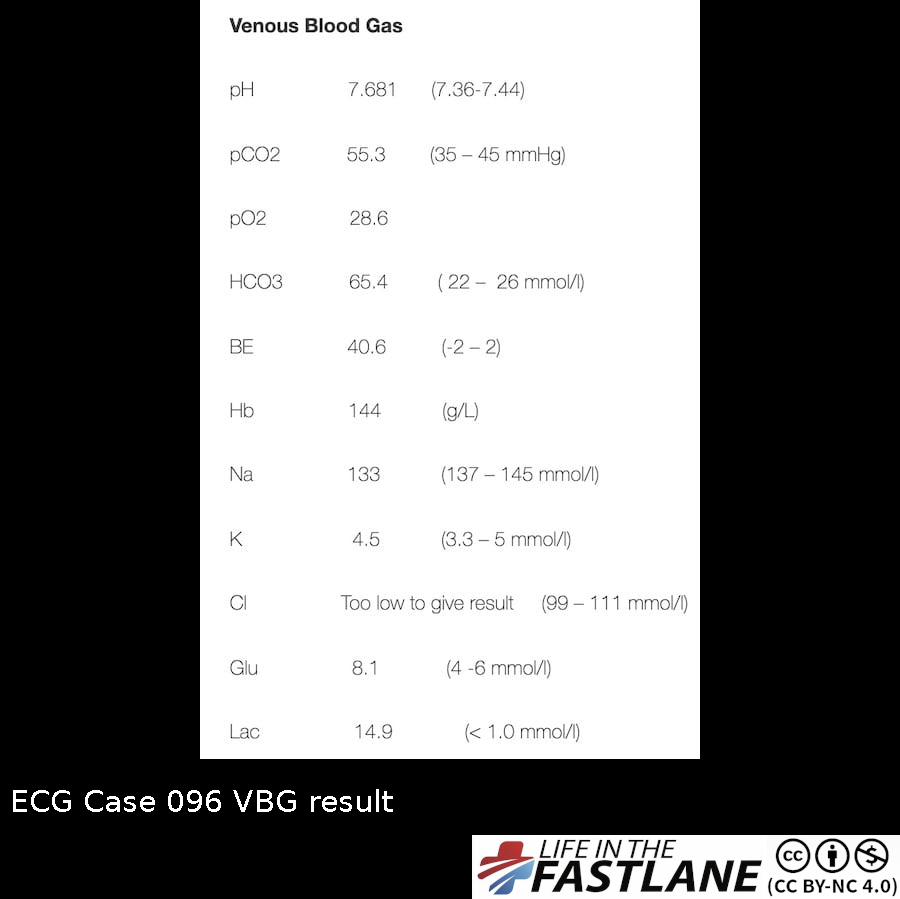 Venous Blood Gas
pH 7.681 (7.36-7.44)
pCO2 55.3 (35 – 45 mmHg)
pO2 28.6
HCO3 65.4 ( 22 – 26 mmol/l)
BE 40.6 (-2 – 2)
Hb 144 (g/L)
Na 133 (137 – 145 mmol/l)
K 4.5 (3.3 – 5 mmol/l)
Cl Too low to give result (99 – 111 mmol/l)
Glu 8.1 (4 -6 mmol/l)
Lac 14.9 (< 1.0 mmol/l)
ECG Case 096 VBG result
LIFE IN THE
FASTLANE
cc $
(CC BY-NC 4.0)